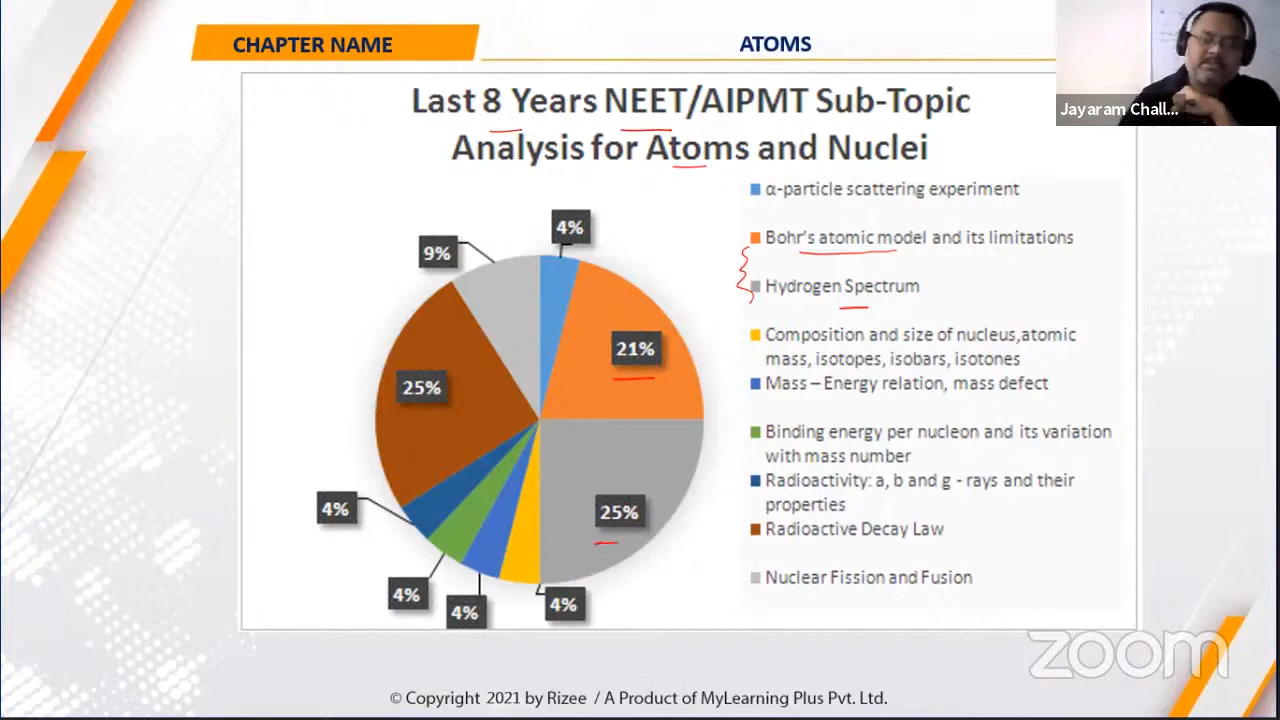 CHAPTER NAME
ATOMS
Last 8 Years NEET/AIPMT Sub-Topic
Analysis for Atoms and Nuclei
Jayaram Chall...
α-particle scattering experiment
Bohr's atomic model and its limitations
Hydrogen Spectrum
Composition and size of nucleus,atomic
mass, isotopes, isobars, isotones
Mass – Energy relation, mass defect
Binding energy per nucleon and its variation
with mass number
Radioactivity: a, b and g - rays and their
properties
Radioactive Decay Law
Nuclear Fission and Fusion
4%
9%
21%
25%
25%
4%
4%
4%
4%
zoom
© Copyright 2021 by Rizee / A Product of MyLearning Plus Pvt. Ltd.